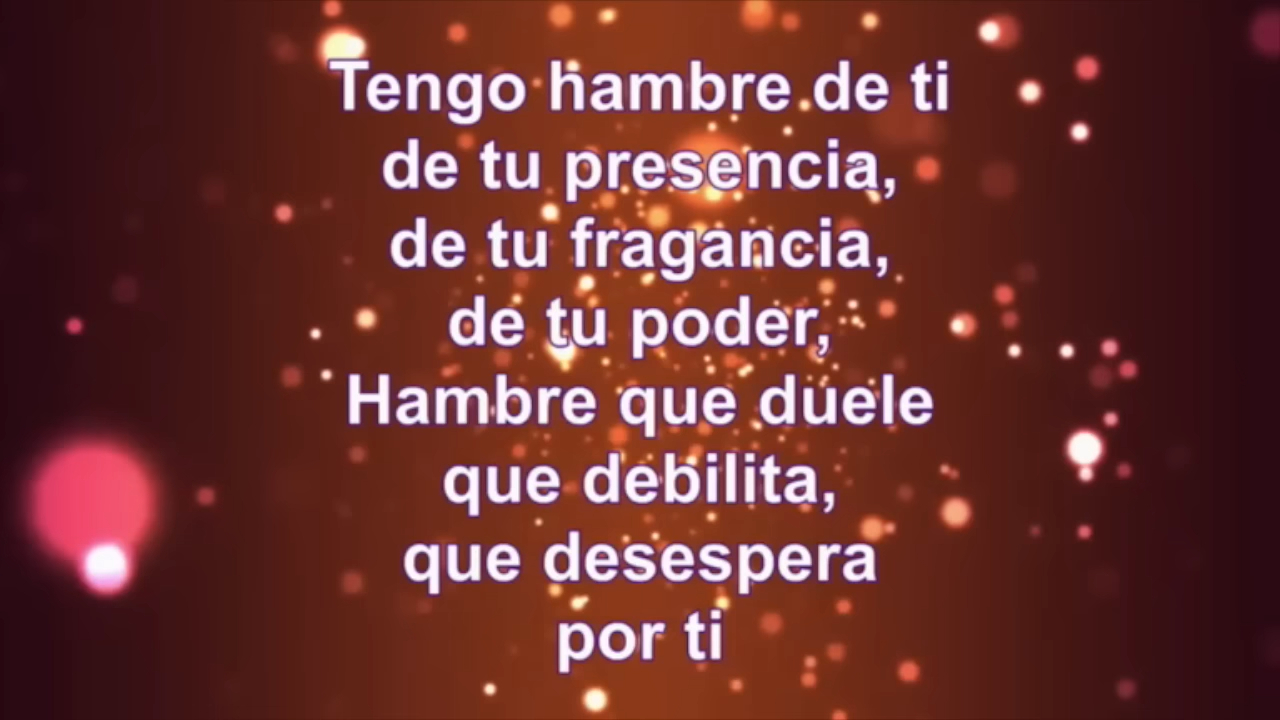 Tengo hambre de ti
de tu presencia,
de tu fragancia,
de tu poder,
Hambre que duele
que debilita,
que desespera
por ti